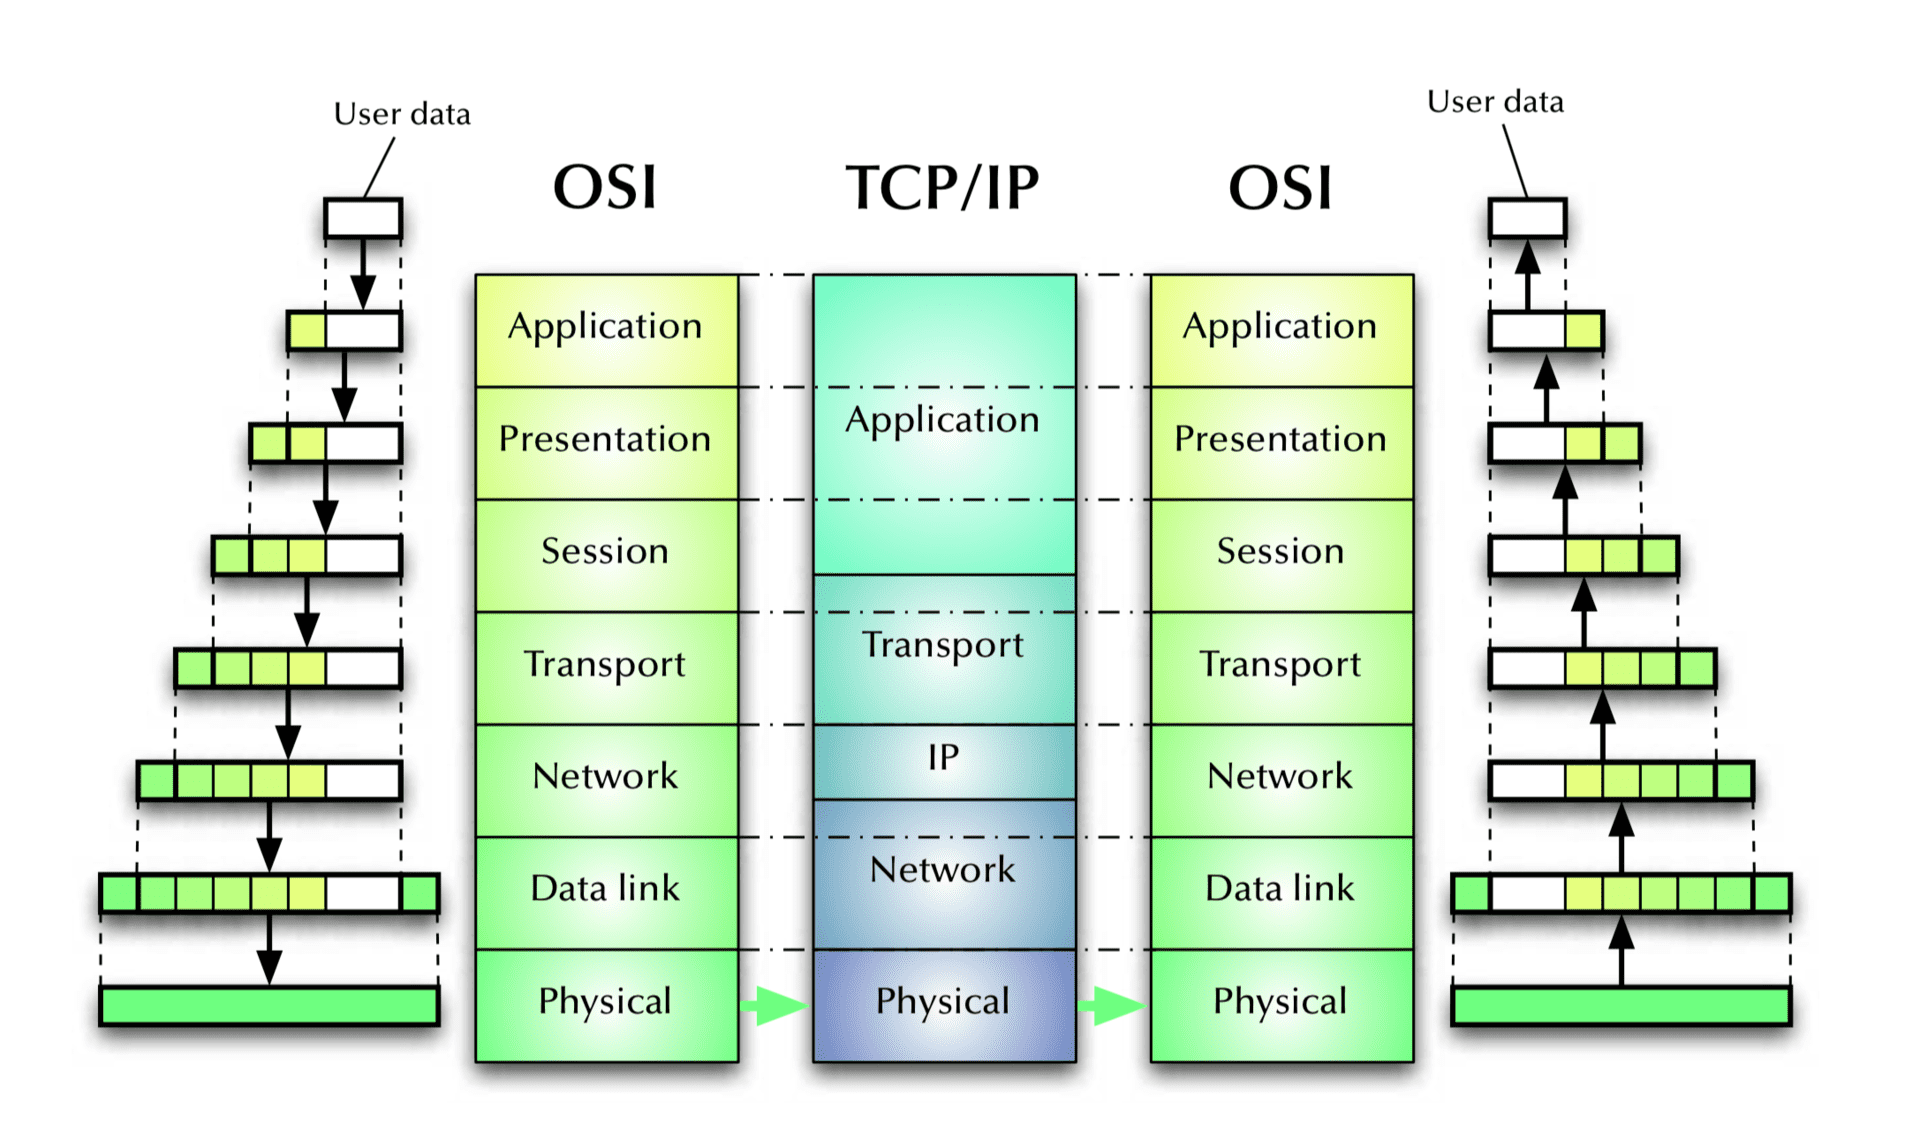 User data
User data
OSI
TCP/IP
OSI
Application
Presentation
Session
Transport
Network
Data link
Physical
Application
Transport
IP
Network
Physical
Application
Presentation
Session
Transport
Network
Data link
Physical